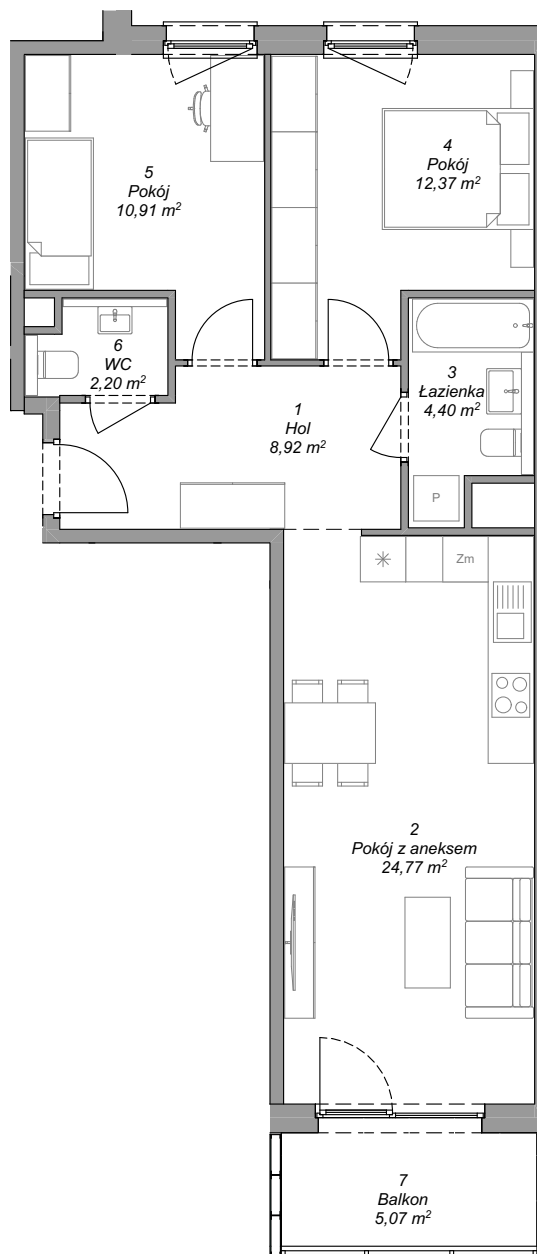 5
Pokój
10,91 m²
4
Pokój
12,37 m²
6
WC
2,20 m²
3
Łazienka
4,40 m²
1
Hol
8,92 m²
P
Zm
2
Pokój z aneksem
24,77 m²
7
Balkon
5,07 m²